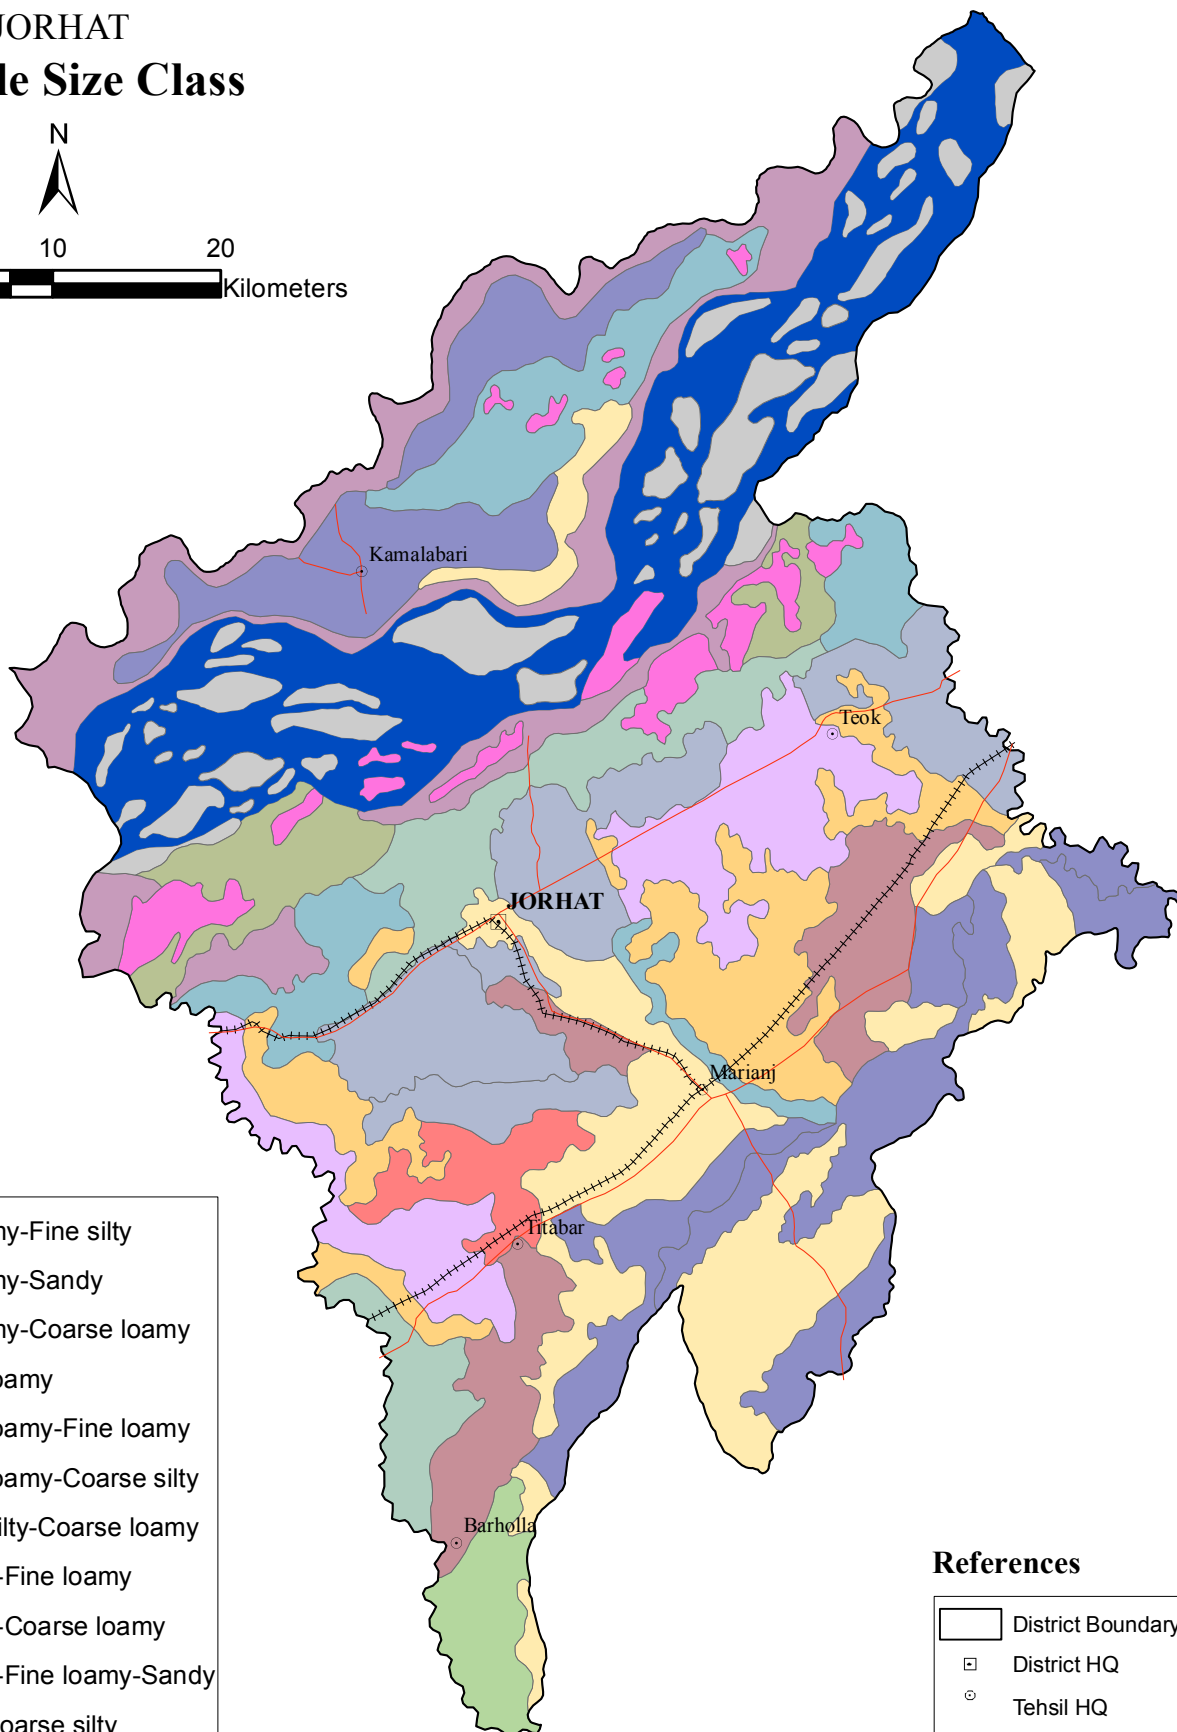 JORHAT
le Size Class
N
10 20
Kilometers
Kamalabari
Teok
JORHAT
Marianj
Titabar
Barholla
ny-Fine silty
ny-Sandy
ny-Coarse loamy
oamy
oamy-Fine loamy
oamy-Coarse silty
ilty-Coarse loamy
-Fine loamy
-Coarse loamy
-Fine loamy-Sandy
oarse silty
References
District Boundary
District HQ
Tehsil HQ